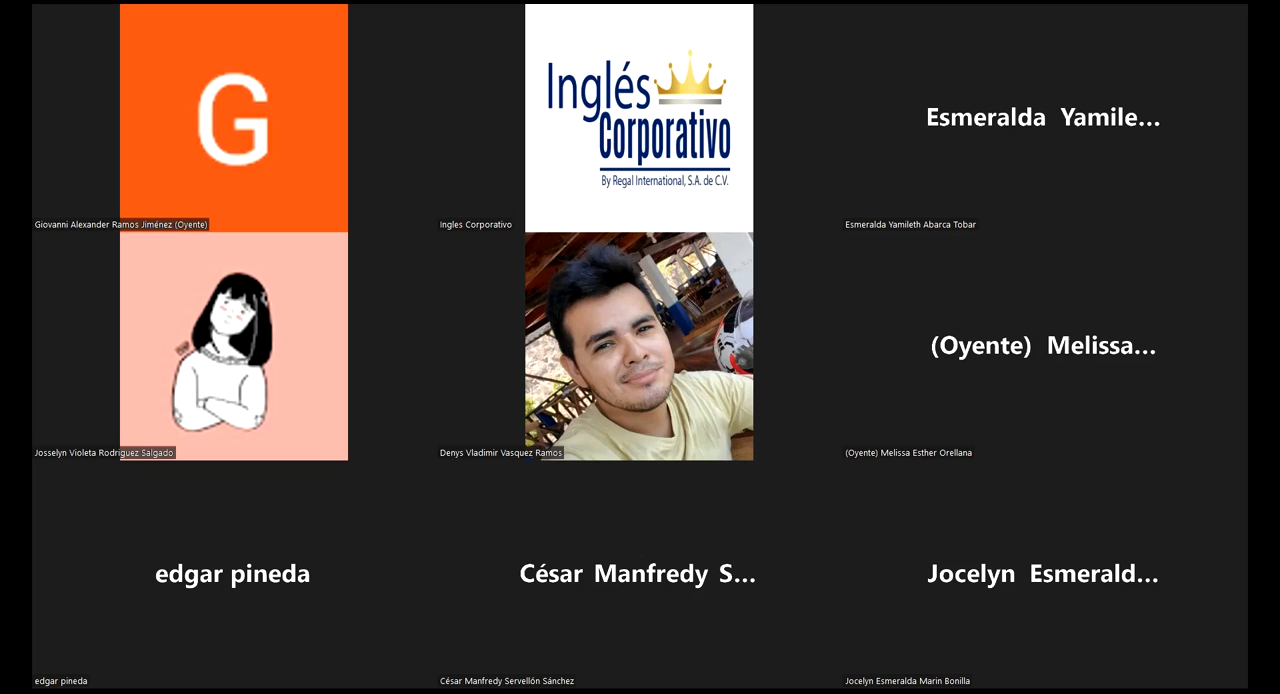 G
Giovanni Alexander Ramos Jiménez (Oyente)
Inglés
Corporativo
By Regal International, S.A. de C.V.
Ingles Corporativo
Esmeralda Yamile...
Esmeralda Yamileth Abarca Tobar
Josselyn Violeta Rodriguez Salgado
Denys Vladimir Vasquez Ramos
(Oyente) Melissa...
(Oyente) Melissa Esther Orellana
edgar pineda
edgar pineda
César Manfredy S...
César Manfredy Servellón Sánchez
Jocelyn Esmerald...
Jocelyn Esmeralda Marin Bonilla